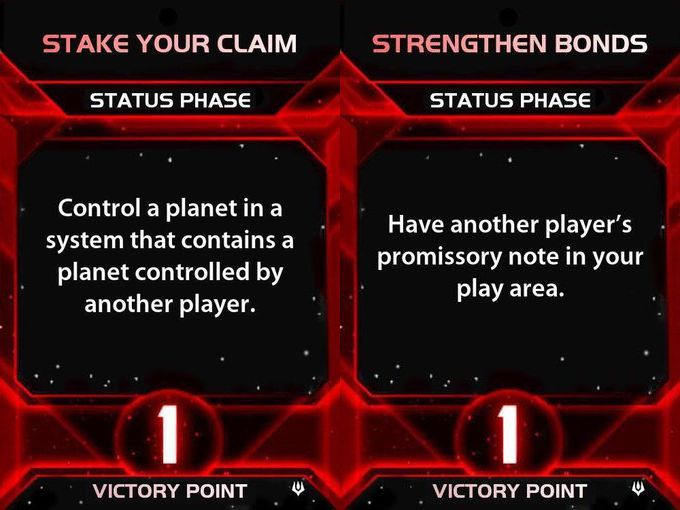 STAKE YOUR CLAIM
STATUS PHASE
Control a planet in a
system that contains a
planet controlled by
another player.
1
VICTORY POINT
STRENGTHEN BONDS
STATUS PHASE
Have another player’s
promissory note in your
play area.
1
VICTORY POINT